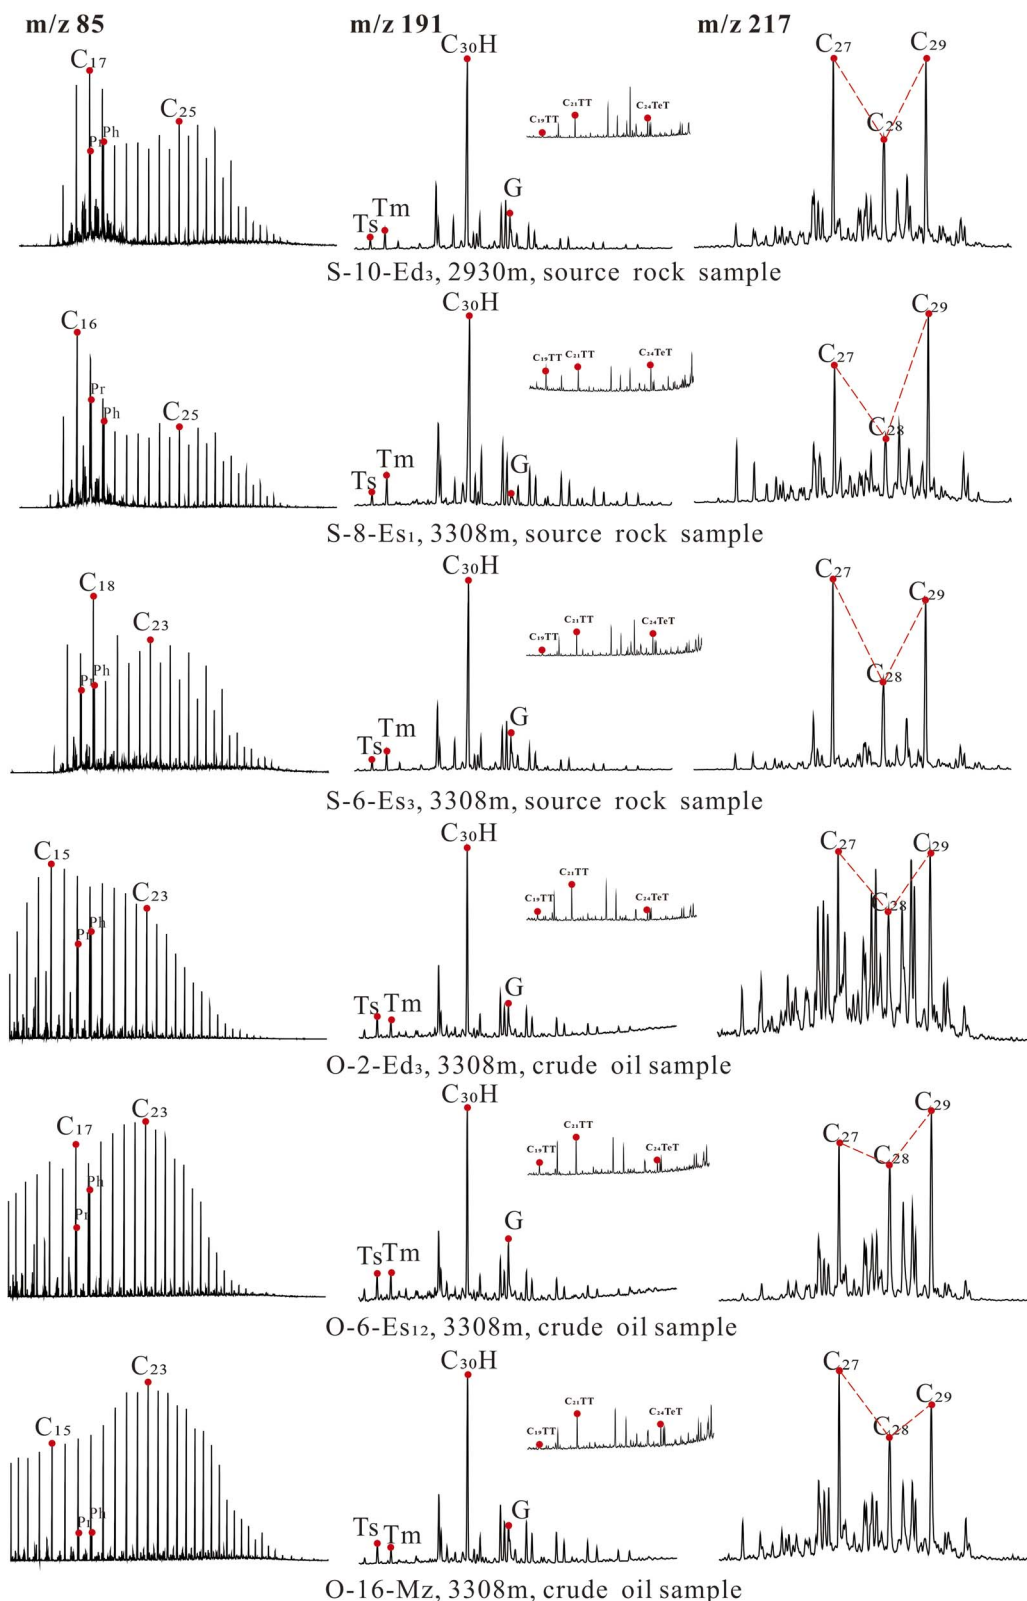 m/z 85 m/z 191 m/z 217
C₁₇ Pr Ph C₂₅
Ts Tm C₃₀H G C₁₉TT C₂₁TT C₂₄TeT
C₂₇ C₂₈ C₂₉
S-10-Ed₃, 2930m, source rock sample
C₁₆ Pr Ph C₂₅
Ts Tm C₃₀H G C₁₉TT C₂₁TT C₂₄TeT
C₂₇ C₂₈ C₂₉
S-8-Es₁, 3308m, source rock sample
C₁₈ Pr Ph C₂₃
Ts Tm C₃₀H G C₁₉TT C₂₁TT C₂₄TeT
C₂₇ C₂₈ C₂₉
S-6-Es₃, 3308m, source rock sample
C₁₅ Pr Ph C₂₃
Ts Tm C₃₀H G C₁₉TT C₂₁TT C₂₄TeT
C₂₇ C₂₈ C₂₉
O-2-Ed₃, 3308m, crude oil sample
C₁₇ Pr Ph C₂₃
Ts Tm C₃₀H G C₁₉TT C₂₁TT C₂₄TeT
C₂₇ C₂₈ C₂₉
O-6-Es₁₂, 3308m, crude oil sample
C₁₅ Pr Ph C₂₃
Ts Tm C₃₀H G C₁₉TT C₂₁TT C₂₄TeT
C₂₇ C₂₈ C₂₉
O-16-Mz, 3308m, crude oil sample